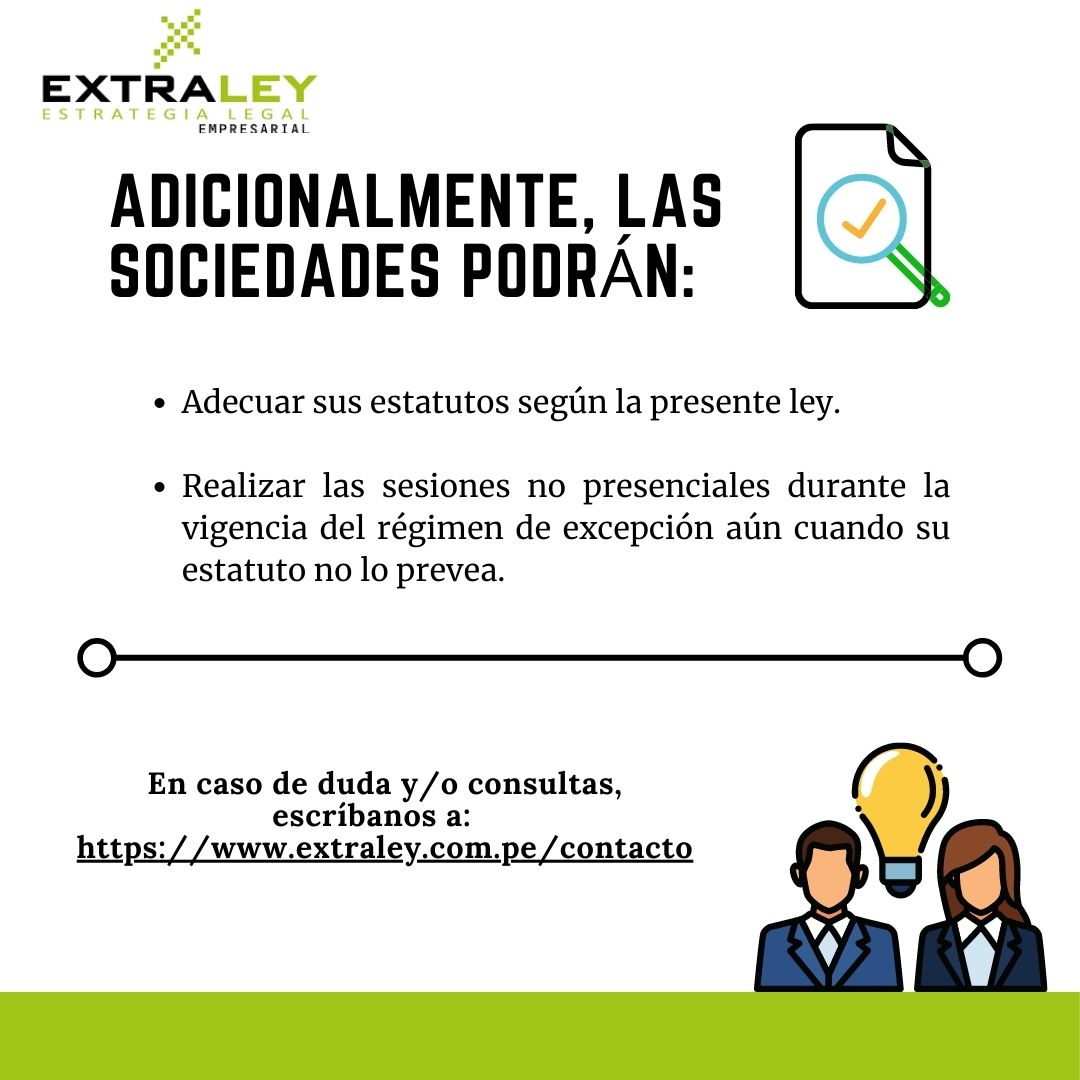 EXTRALEY
ESTRATEGIA LEGAL
EMPRESARIAL
ADICIONALMENTE, LAS
SOCIEDADES PODRÁN:
• Adecuar sus estatutos según la presente ley.
• Realizar las sesiones no presenciales durante la
vigencia del régimen de excepción aún cuando su
estatuto no lo prevea.
En caso de duda y/o consultas,
escríbanos a:
https://www.extraley.com.pe/contacto